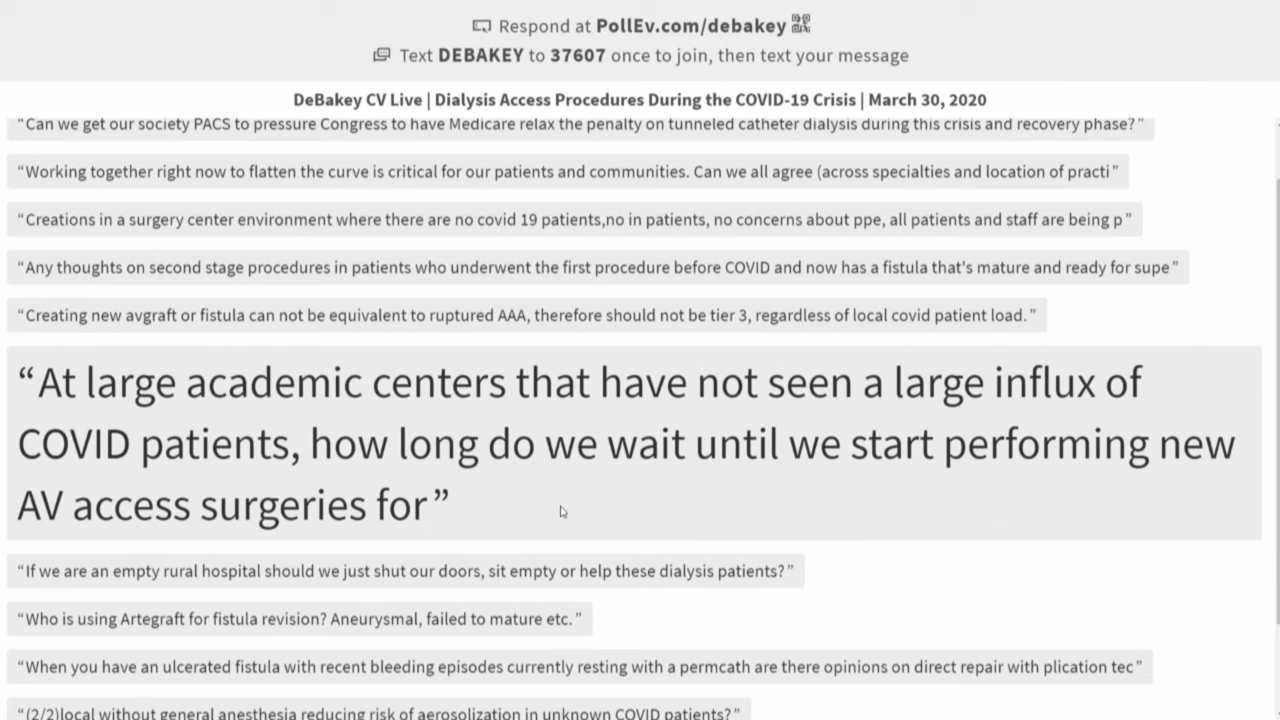 Respond at PollEv.com/debakey
Text DEBAKEY to 37607 once to join, then text your message
DeBakey CV Live | Dialysis Access Procedures During the COVID-19 Crisis | March 30, 2020
“Can we get our society PACS to pressure Congress to have Medicare relax the penalty on tunneled catheter dialysis during this crisis and recovery phase?”
“Working together right now to flatten the curve is critical for our patients and communities. Can we all agree (across specialties and location of practi”
“Creations in a surgery center environment where there are no covid 19 patients,no in patients, no concerns about ppe, all patients and staff are being p”
“Any thoughts on second stage procedures in patients who underwent the first procedure before COVID and now has a fistula that's mature and ready for supe”
“Creating new avgraft or fistula can not be equivalent to ruptured AAA, therefore should not be tier 3, regardless of local covid patient load.”
“At large academic centers that have not seen a large influx of
COVID patients, how long do we wait until we start performing new
AV access surgeries for”
“If we are an empty rural hospital should we just shut our doors, sit empty or help these dialysis patients?”
“Who is using Artegraft for fistula revision? Aneurysmal, failed to mature etc.”
“When you have an ulcerated fistula with recent bleeding episodes currently resting with a permcath are there opinions on direct repair with plication tec”
“(2/2)local without general anesthesia reducing risk of aerosolization in unknown COVID patients?”